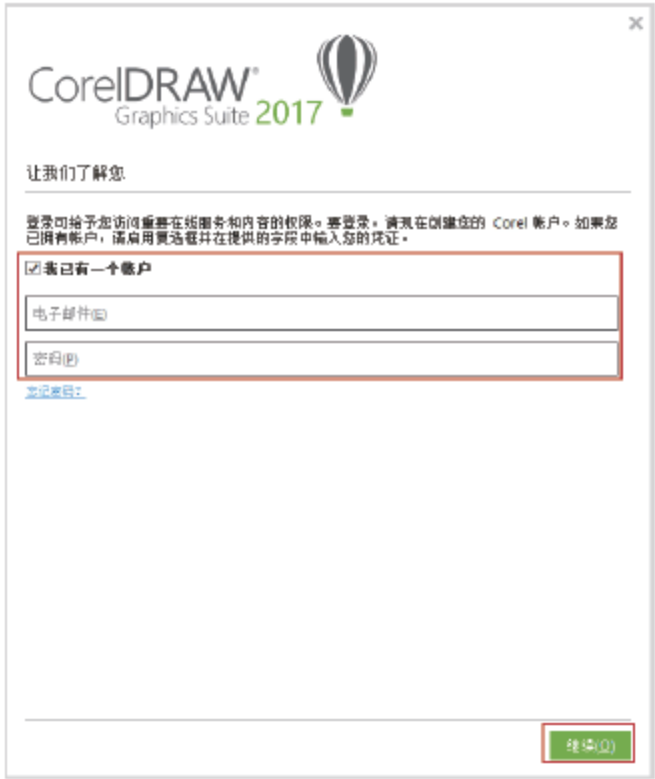 CorelDRAW®
Graphics Suite 2017
让我们了解您
登录可给予您访问重要在线服务和内容的权限。要登录，请现在创建您的 Corel 帐户。如果您
已拥有帐户，请启用复选框并在提供的字段中输入您的凭证。
我已有一个帐户
电子邮件(E)
密码(P)
忘记密码?
继续(O)